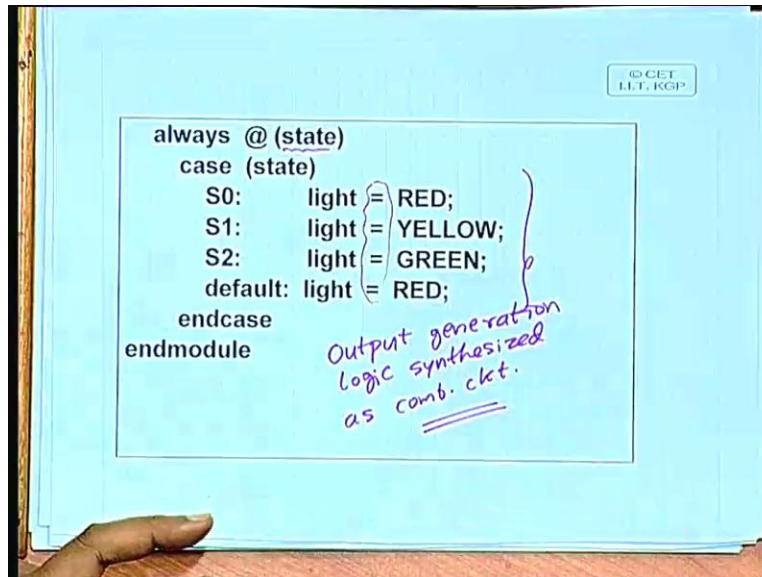 © CET
I.I.T. KGP
always @ (state)
case (state)
S0: light = RED;
S1: light = YELLOW;
S2: light = GREEN;
default: light = RED;
endcase
endmodule
Output generation
logic synthesized
as comb. ckt.